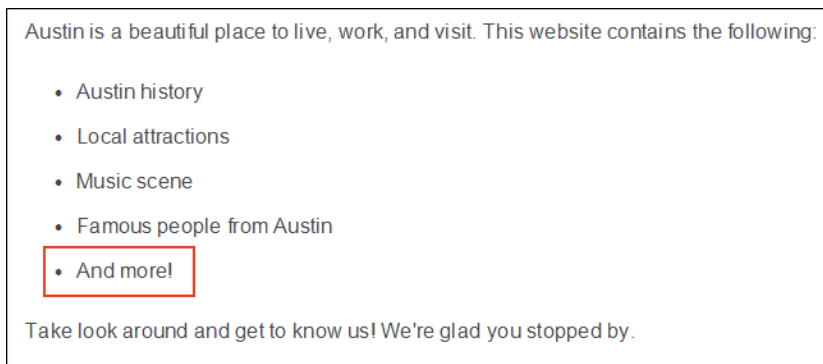 Austin is a beautiful place to live, work, and visit. This website contains the following:
• Austin history
• Local attractions
• Music scene
• Famous people from Austin
• And more!
Take look around and get to know us! We're glad you stopped by.